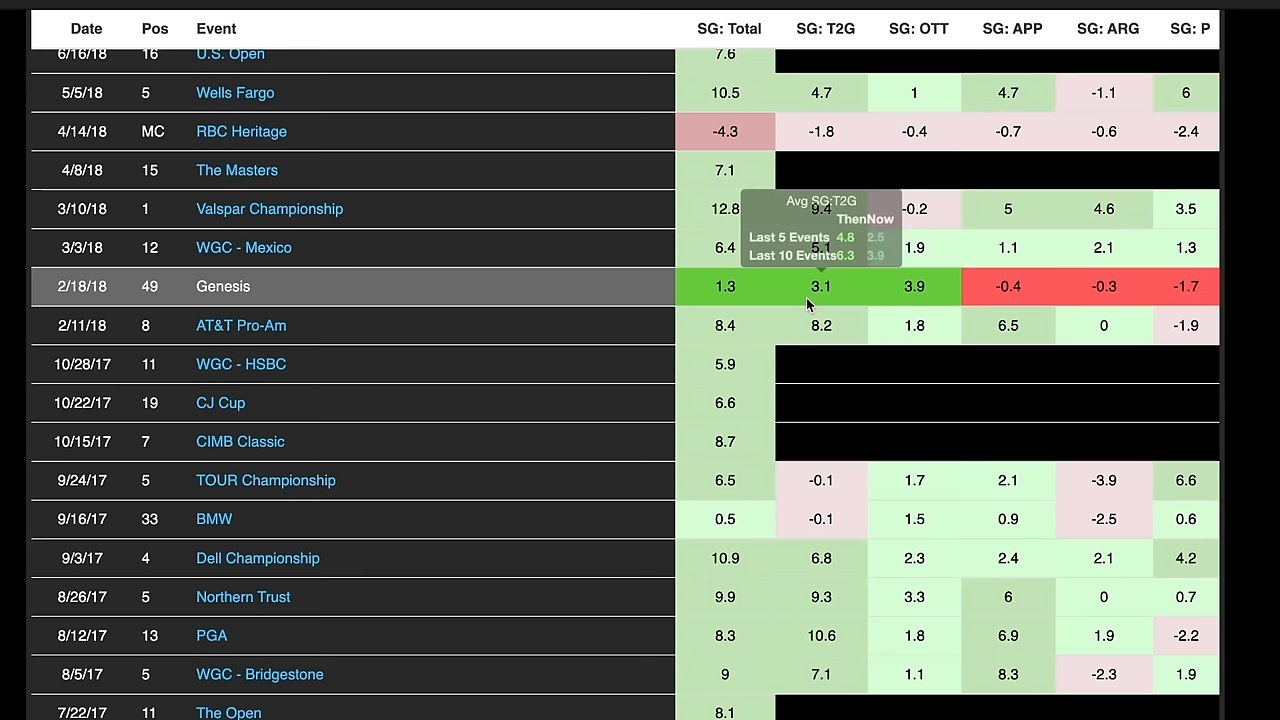 Date Pos Event SG: Total SG: T2G SG: OTT SG: APP SG: ARG SG: P
6/16/18 16 U.S. Open 7.6
5/5/18 5 Wells Fargo 10.5 4.7 1 4.7 -1.1 6
4/14/18 MC RBC Heritage -4.3 -1.8 -0.4 -0.7 -0.6 -2.4
4/8/18 15 The Masters 7.1
3/10/18 1 Valspar Championship 12.8 9.4 -0.2 5 4.6 3.5
Avg SG:T2G
Then Now
Last 5 Events 4.8 2.5
Last 10 Events 6.3 3.9
3/3/18 12 WGC - Mexico 6.4 5.1 1.9 1.1 2.1 1.3
2/18/18 49 Genesis 1.3 3.1 3.9 -0.4 -0.3 -1.7
2/11/18 8 AT&T Pro-Am 8.4 8.2 1.8 6.5 0 -1.9
10/28/17 11 WGC - HSBC 5.9
10/22/17 19 CJ Cup 6.6
10/15/17 7 CIMB Classic 8.7
9/24/17 5 TOUR Championship 6.5 -0.1 1.7 2.1 -3.9 6.6
9/16/17 33 BMW 0.5 -0.1 1.5 0.9 -2.5 0.6
9/3/17 4 Dell Championship 10.9 6.8 2.3 2.4 2.1 4.2
8/26/17 5 Northern Trust 9.9 9.3 3.3 6 0 0.7
8/12/17 13 PGA 8.3 10.6 1.8 6.9 1.9 -2.2
8/5/17 5 WGC - Bridgestone 9 7.1 1.1 8.3 -2.3 1.9
7/22/17 11 The Open 8.1